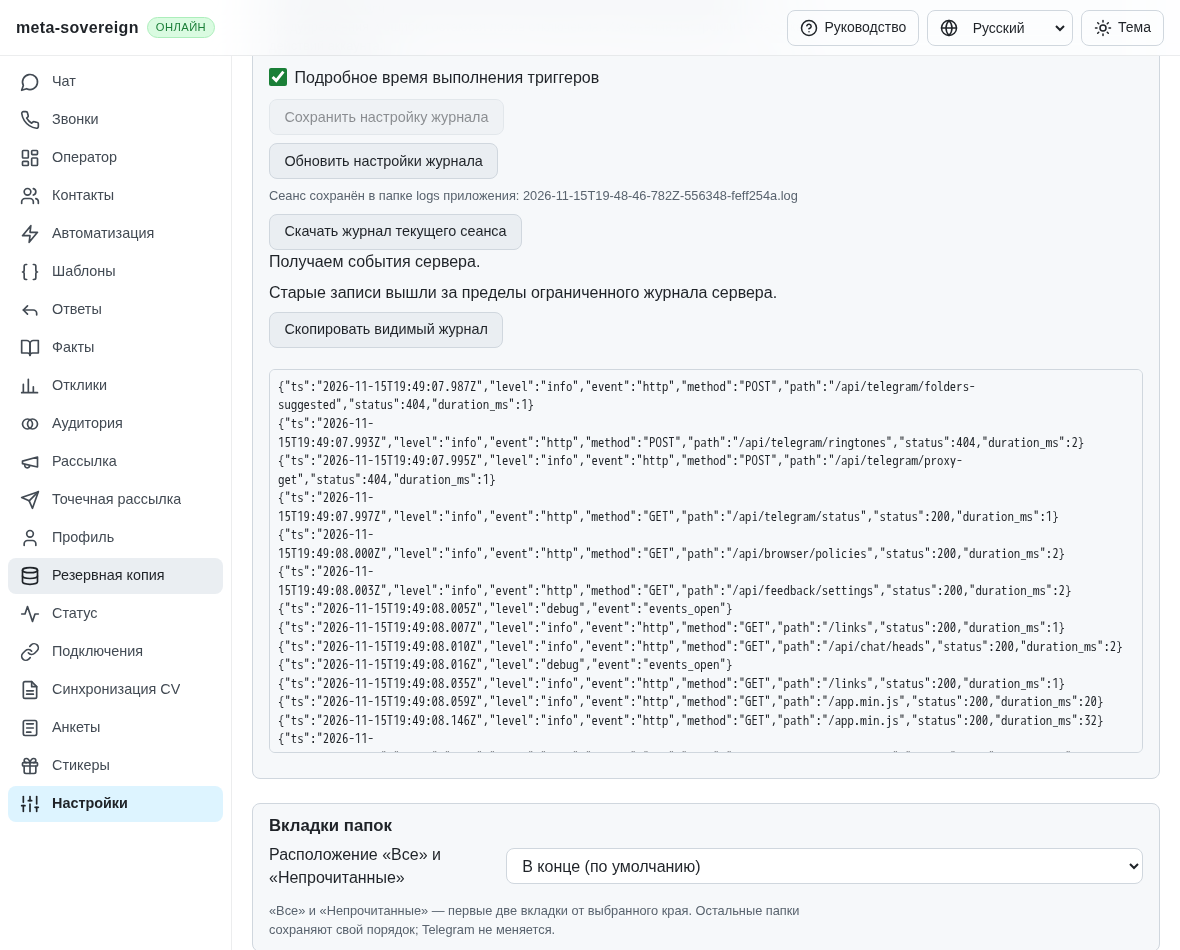 meta-sovereign ОНЛАЙН
Руководство
Русский
Тема
Чат
Звонки
Оператор
Контакты
Автоматизация
Шаблоны
Ответы
Факты
Отклики
Аудитория
Рассылка
Точечная рассылка
Профиль
Резервная копия
Статус
Подключения
Синхронизация CV
Анкеты
Стикеры
Настройки
Подробное время выполнения триггеров
Сохранить настройку журнала
Обновить настройки журнала
Сеанс сохранён в папке logs приложения: 2026-11-15T19-48-46-782Z-556348-feff254a.log
Скачать журнал текущего сеанса
Получаем события сервера.
Старые записи вышли за пределы ограниченного журнала сервера.
Скопировать видимый журнал
{"ts":"2026-11-15T19:49:07.987Z","level":"info","event":"http","method":"POST","path":"/api/telegram/folders-
suggested","status":404,"duration_ms":1}
{"ts":"2026-11-
15T19:49:07.993Z","level":"info","event":"http","method":"POST","path":"/api/telegram/ringtones","status":404,"duration_ms":2}
{"ts":"2026-11-15T19:49:07.995Z","level":"info","event":"http","method":"POST","path":"/api/telegram/proxy-
get","status":404,"duration_ms":1}
{"ts":"2026-11-
15T19:49:07.997Z","level":"info","event":"http","method":"GET","path":"/api/telegram/status","status":200,"duration_ms":1}
{"ts":"2026-11-
15T19:49:08.000Z","level":"info","event":"http","method":"GET","path":"/api/browser/policies","status":200,"duration_ms":2}
{"ts":"2026-11-
15T19:49:08.003Z","level":"info","event":"http","method":"GET","path":"/api/feedback/settings","status":200,"duration_ms":2}
{"ts":"2026-11-15T19:49:08.005Z","level":"debug","event":"events_open"}
{"ts":"2026-11-15T19:49:08.007Z","level":"info","event":"http","method":"GET","path":"/links","status":200,"duration_ms":1}
{"ts":"2026-11-15T19:49:08.010Z","level":"info","event":"http","method":"GET","path":"/api/chat/heads","status":200,"duration_ms":2}
{"ts":"2026-11-15T19:49:08.016Z","level":"debug","event":"events_open"}
{"ts":"2026-11-15T19:49:08.035Z","level":"info","event":"http","method":"GET","path":"/links","status":200,"duration_ms":1}
{"ts":"2026-11-15T19:49:08.059Z","level":"info","event":"http","method":"GET","path":"/app.min.js","status":200,"duration_ms":20}
{"ts":"2026-11-15T19:49:08.146Z","level":"info","event":"http","method":"GET","path":"/app.min.js","status":200,"duration_ms":32}
{"ts":"2026-11-
Вкладки папок
Расположение «Все» и
«Непрочитанные»
В конце (по умолчанию)
«Все» и «Непрочитанные» — первые две вкладки от выбранного края. Остальные папки
сохраняют свой порядок; Telegram не меняется.